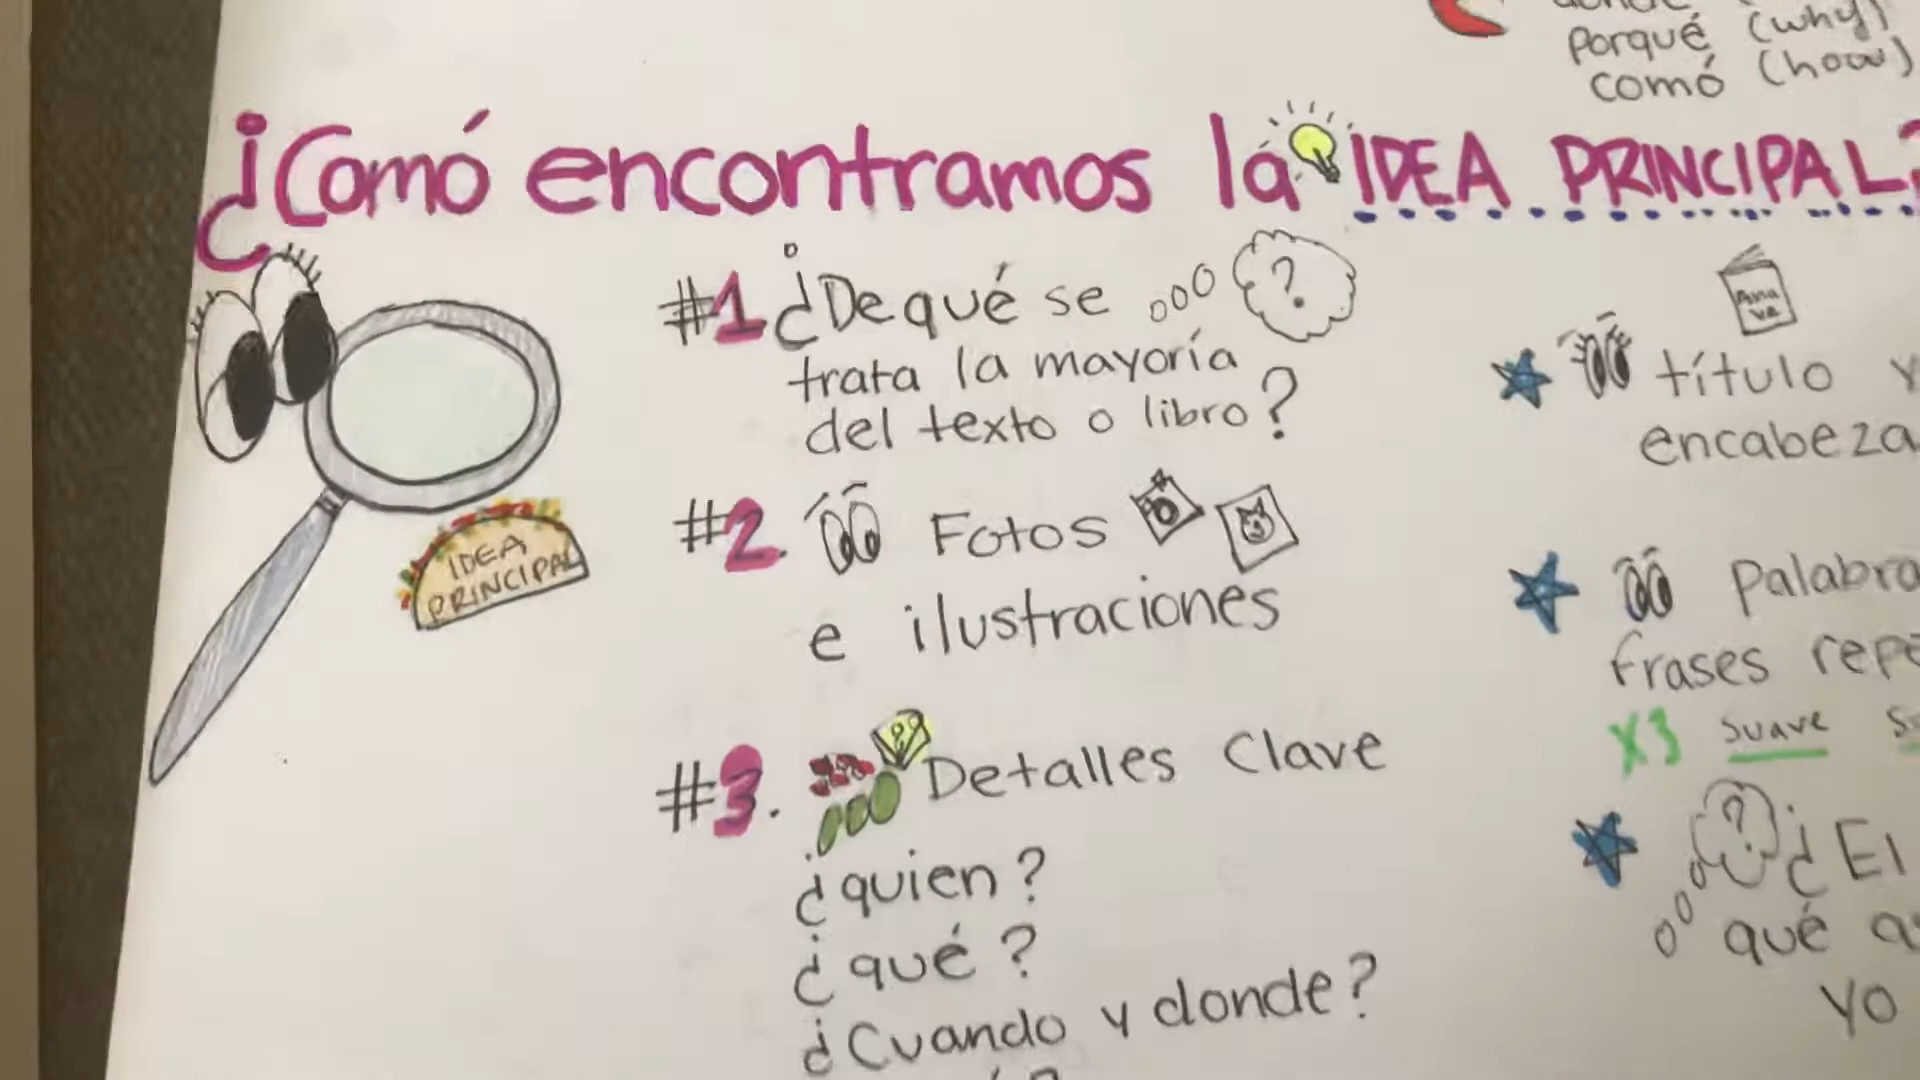 Porqué (why)
comó (how)
¿Comó encontramos la IDEA PRINCIPAL?
#1 ¿De qué se
trata la mayoría
del texto o libro?
#2. Fotos
e ilustraciones
#3. Detalles Clave
¿quien?
¿qué?
¿Cuando y donde?
IDEA
PRINCIPAL
título y
encabeza
Palabra
frases repe
X3 suave
¿El
qué
yo